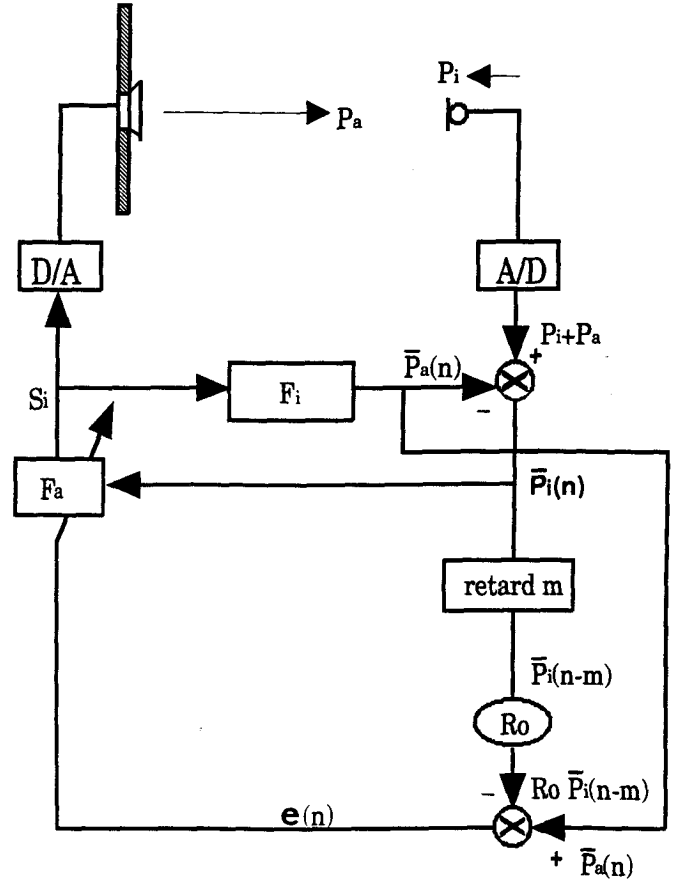 Pi
Pa
D/A
A/D
Pi+Pa
+
P̅a(n)
Si
Fi
−
Fa
P̅i(n)
retard m
P̅i(n-m)
Ro
− Ro P̅i(n-m)
e(n)
+ P̅a(n)